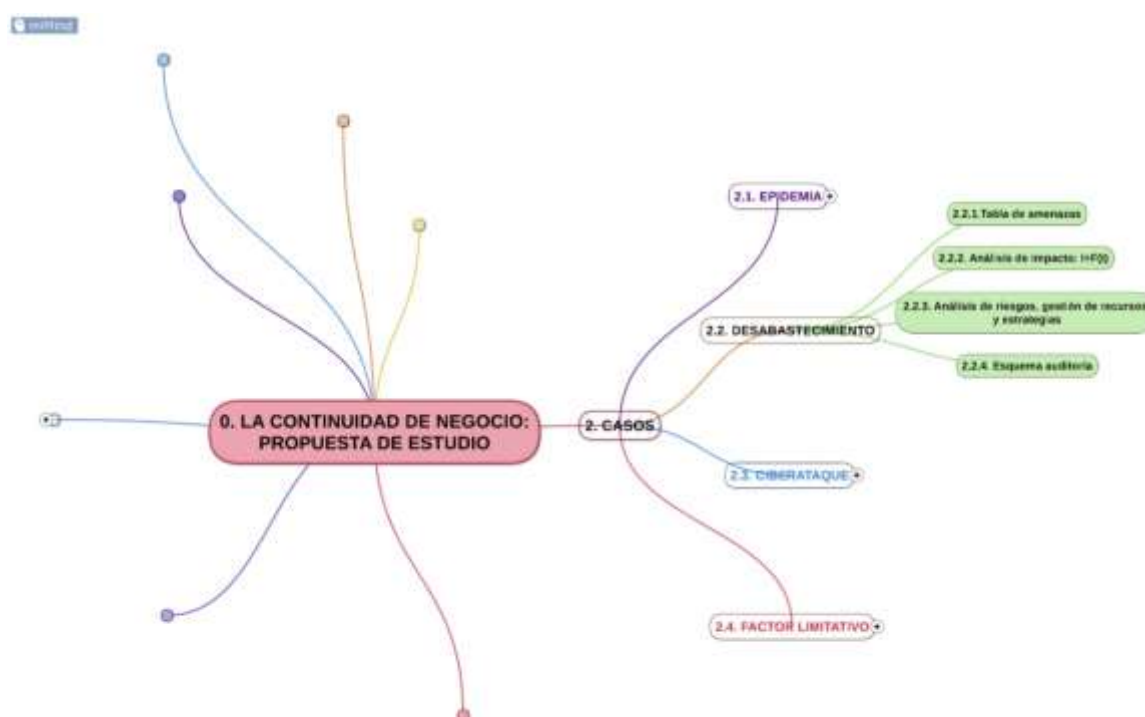 0. LA CONTINUIDAD DE NEGOCIO:
PROPUESTA DE ESTUDIO
2. CASOS
2.1. EPIDEMIA
2.2. DESABASTECIMIENTO
2.2.1 Tabla de amenazas
2.2.2. Análisis de impacto: I=F(t)
2.2.3. Análisis de riesgos, gestión de recursos
y estrategias
2.2.4. Esquema auditoría
2.3. CIBERATAQUE
2.4. FACTOR LIMITATIVO